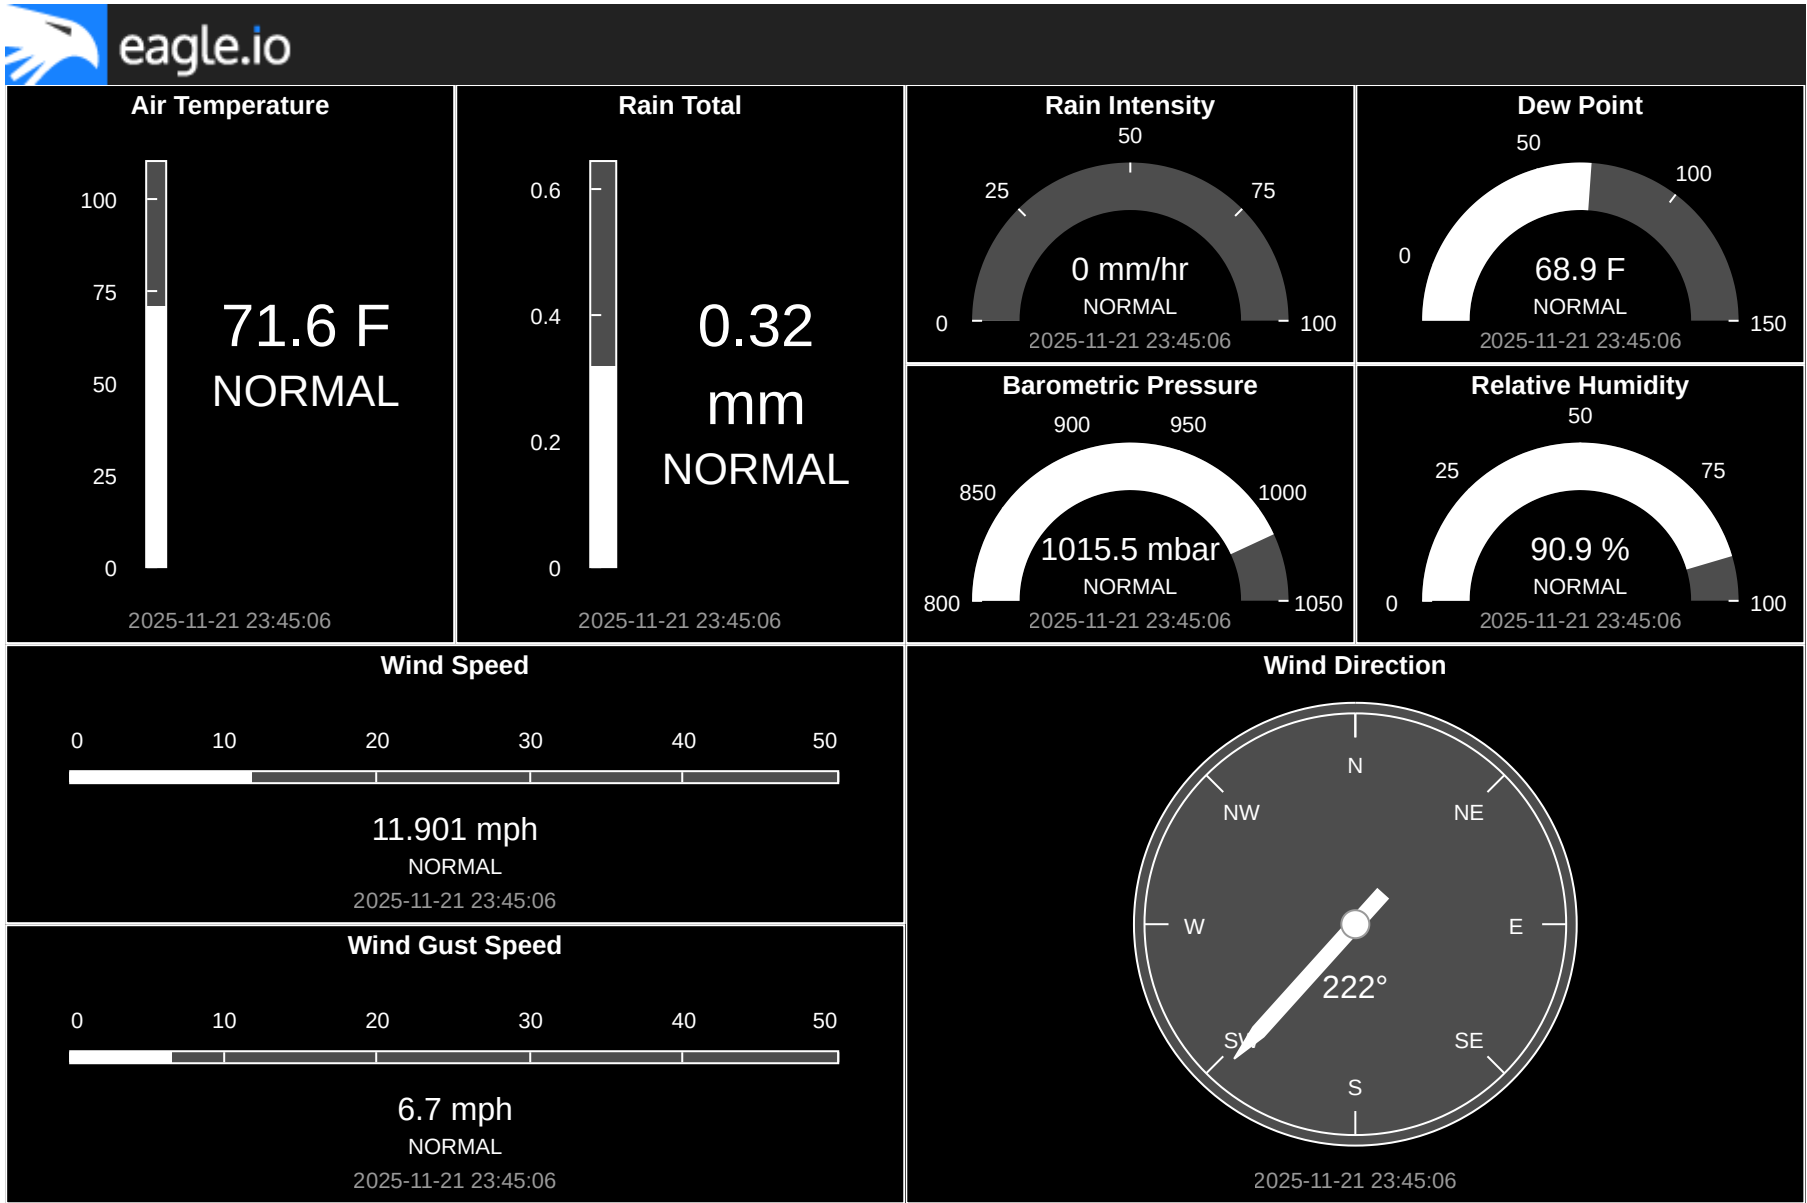 eagle.io
Air Temperature
100
75
50
25
0
71.6 F
NORMAL
2025-11-21 23:45:06
Rain Total
0.6
0.4
0.2
0
0.32
mm
NORMAL
2025-11-21 23:45:06
Rain Intensity
50
25
75
0
100
0 mm/hr
NORMAL
2025-11-21 23:45:06
Dew Point
50
100
0
150
68.9 F
NORMAL
2025-11-21 23:45:06
Barometric Pressure
900
950
850
1000
800
1050
1015.5 mbar
NORMAL
2025-11-21 23:45:06
Relative Humidity
50
25
75
0
100
90.9 %
NORMAL
2025-11-21 23:45:06
Wind Speed
0 10 20 30 40 50
11.901 mph
NORMAL
2025-11-21 23:45:06
Wind Gust Speed
0 10 20 30 40 50
6.7 mph
NORMAL
2025-11-21 23:45:06
Wind Direction
N
NW
NE
W
E
222°
SW
SE
S
2025-11-21 23:45:06